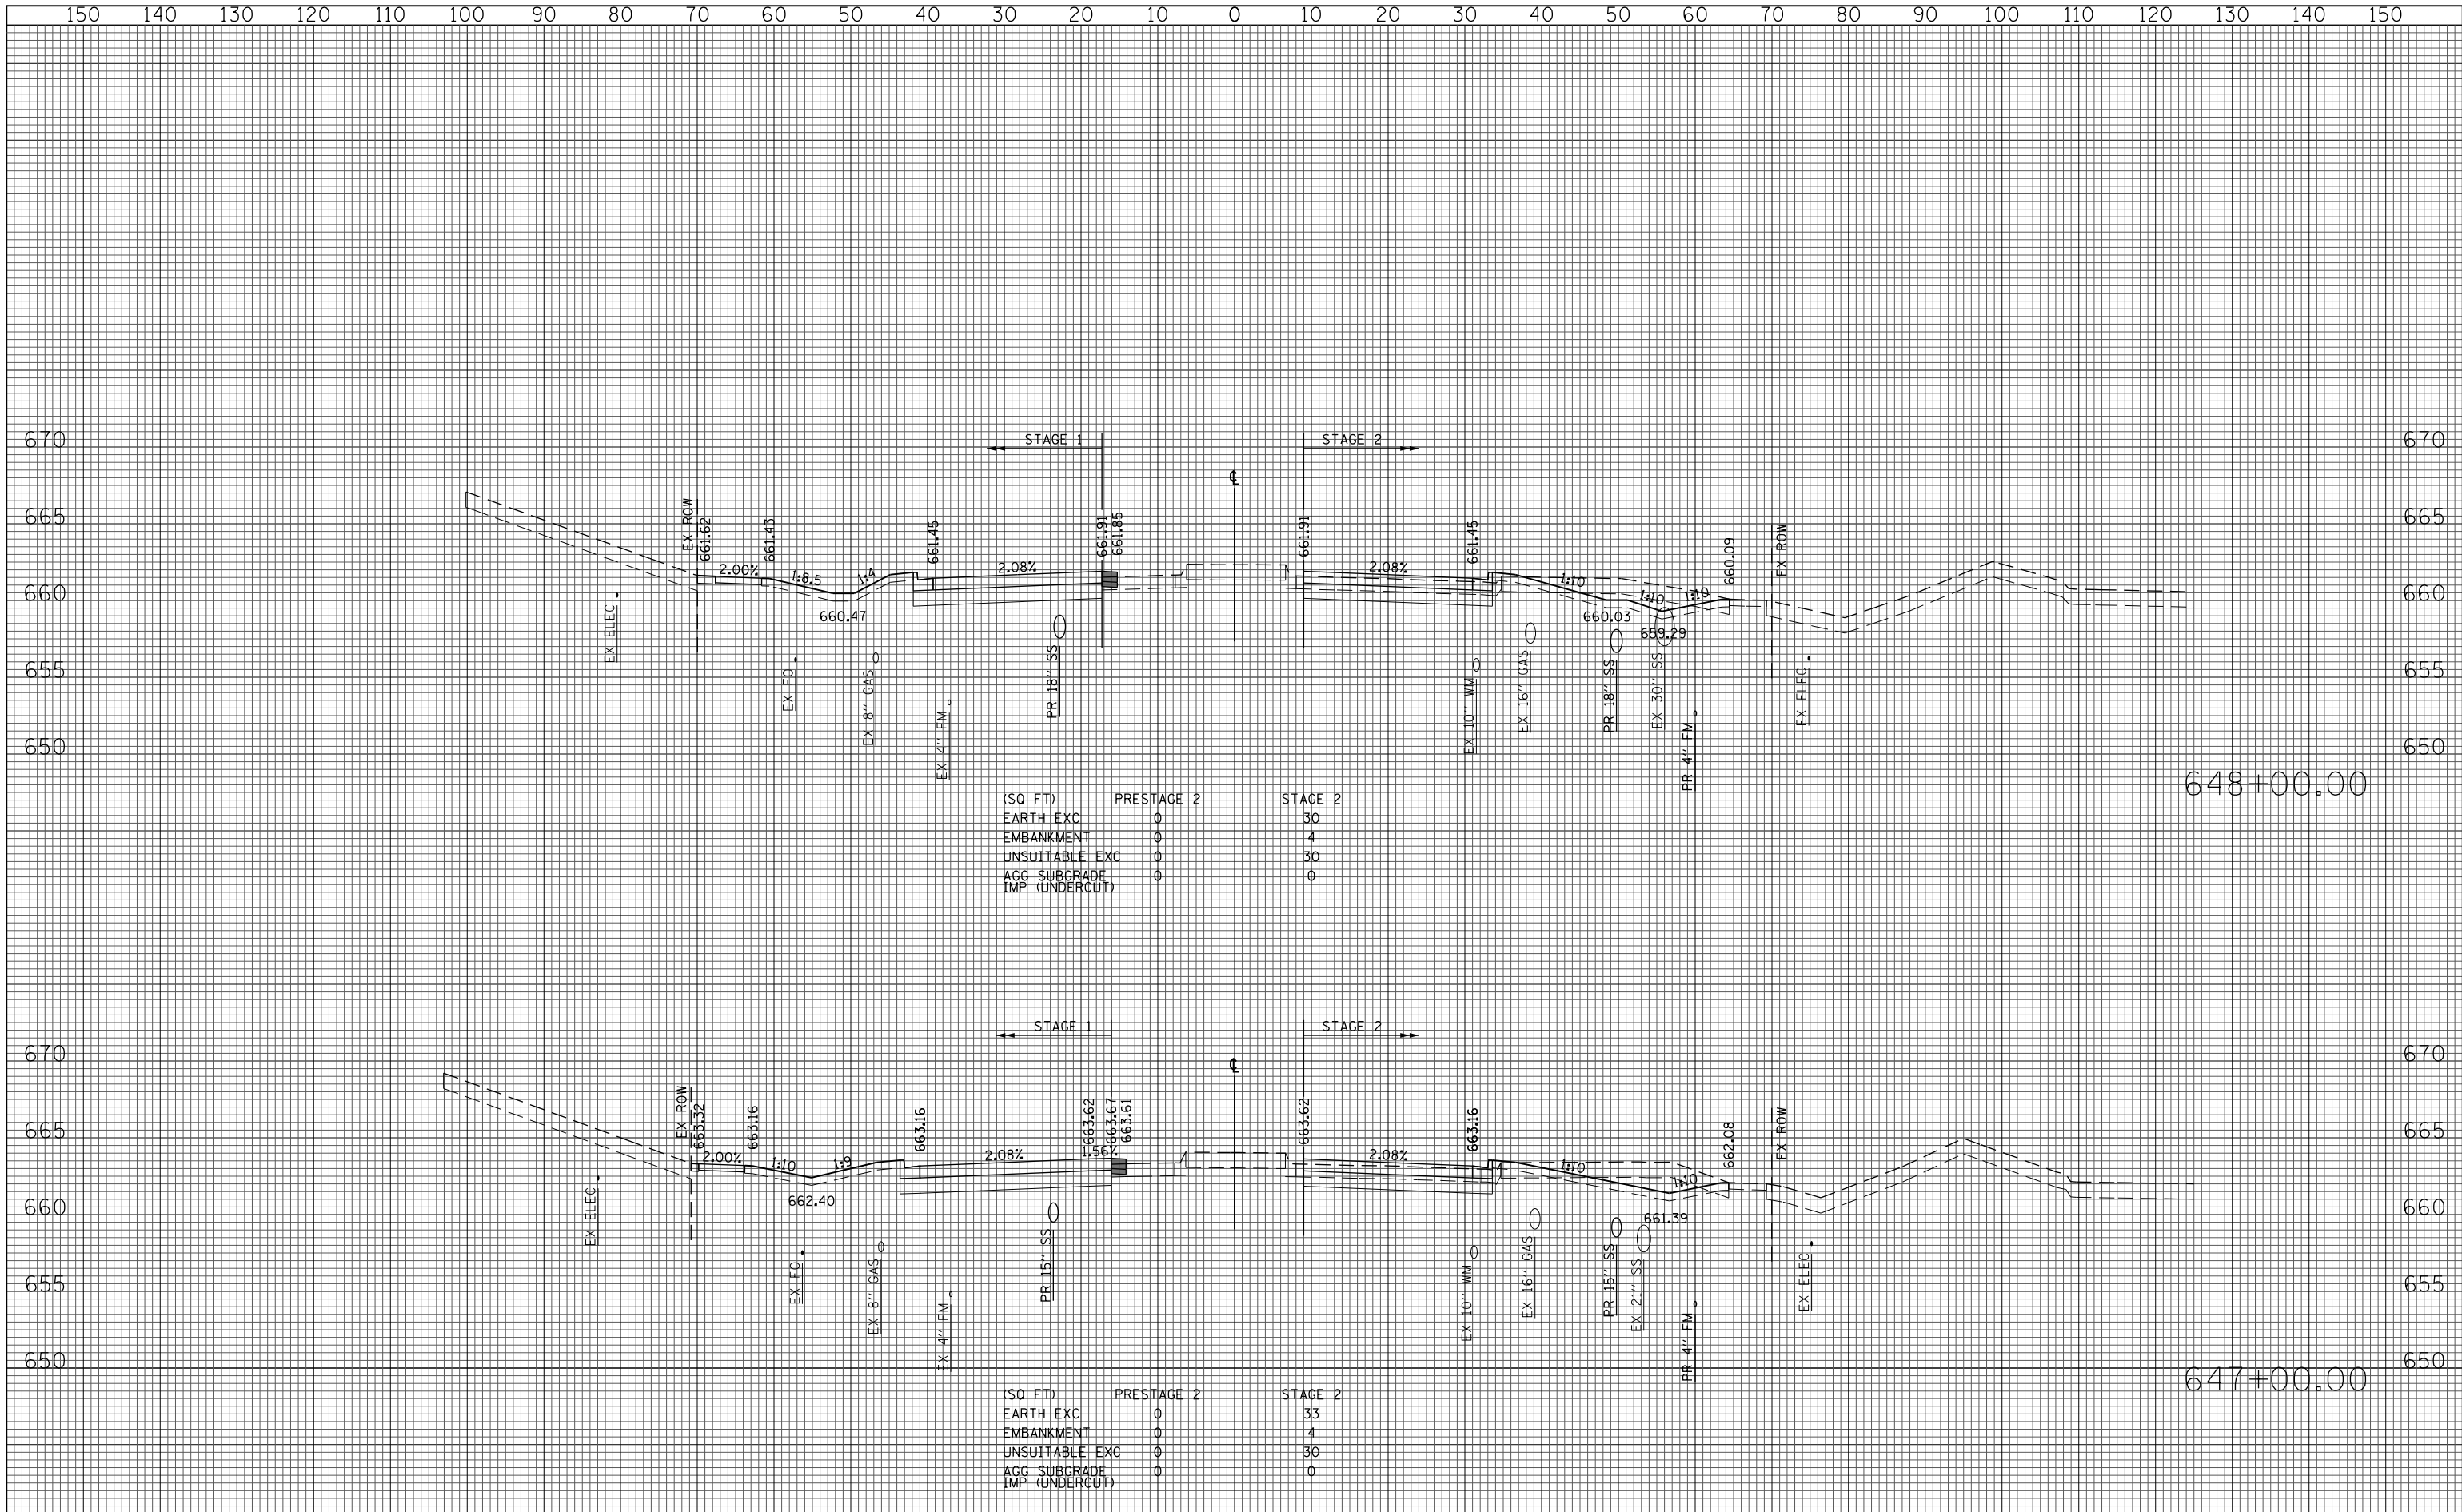 150 140 130 120 110 100 90 80 70 60 50 40 30 20 10 0 10 20 30 40 50 60 70 80 90 100 110 120 130 140 150
670 STAGE 1 STAGE 2 670
℄
665 EX ROW 661.62 661.43 661.45 661.91 661.85 661.91 661.45 660.09 EX ROW 665
2.00% 1:8.5 1:4 2.08% 2.08% 1:10 1:10 1:10
660 660
660.47 660.03 659.29
EX ELEC
655 EX FO EX 8" GAS EX 4" FM PR 18" SS EX 10" WM EX 16" GAS PR 18" SS EX 30" SS PR 4" FM EX ELEC 655
650 650
648+00.00
(SQ FT) PRESTAGE 2 STAGE 2
EARTH EXC 0 30
EMBANKMENT 0 4
UNSUITABLE EXC 0 30
AGG SUBGRADE 0 0
IMP (UNDERCUT)
STAGE 1 STAGE 2
670 670
℄
665 EX ROW 663.32 663.16 663.16 663.62 663.67 663.61 663.62 663.16 662.08 EX ROW 665
2.00% 1:10 1:9 2.08% 1.56% 2.08% 1:10 1:10
660 662.40 661.39 660
EX ELEC
655 EX FO EX 8" GAS EX 4" FM PR 15" SS EX 10" WM EX 16" GAS PR 15" SS EX 21" SS PR 4" FM EX ELEC 655
650 650
647+00.00
(SQ FT) PRESTAGE 2 STAGE 2
EARTH EXC 0 33
EMBANKMENT 0 4
UNSUITABLE EXC 0 30
AGG SUBGRADE 0 0
IMP (UNDERCUT)